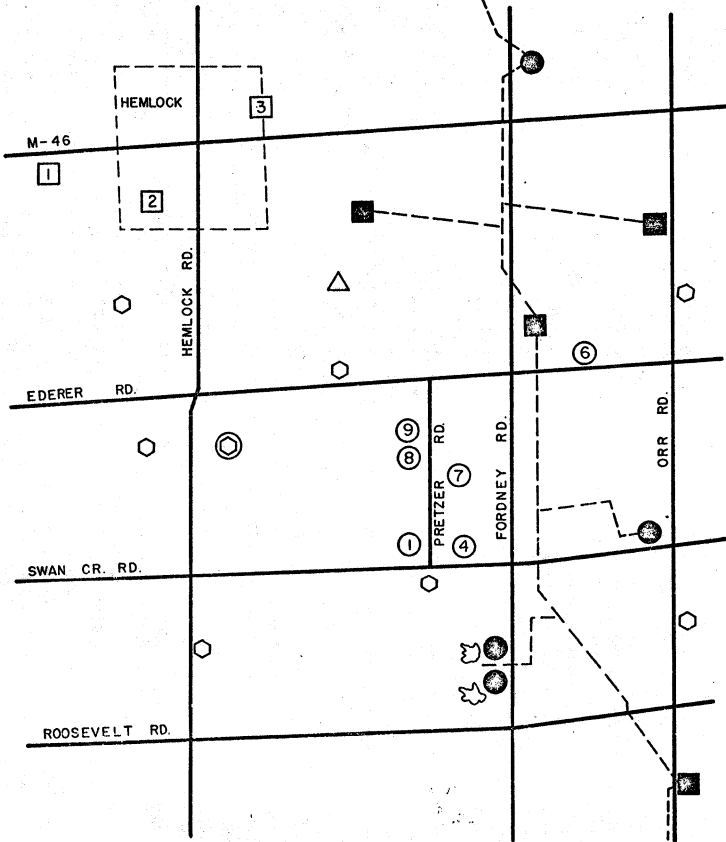 HEMLOCK
3
M-46
1
2
HEMLOCK RD.
6
EDERER RD.
9
8
7
PRETZER RD.
FORDNEY RD.
ORR RD.
1
4
SWAN CR. RD.
ROOSEVELT RD.